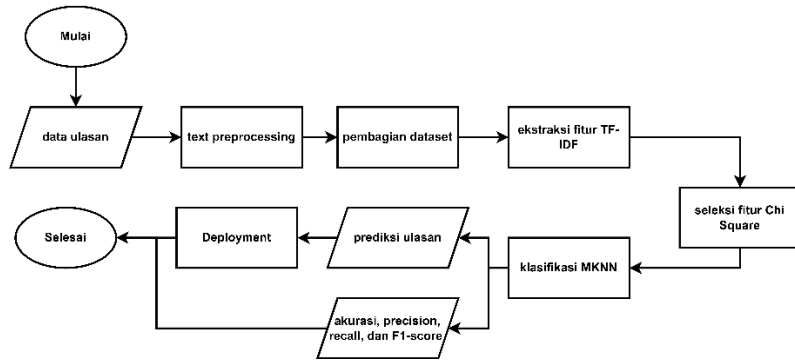 Mulai
data ulasan
text preprocessing
pembagian dataset
ekstraksi fitur TF-
IDF
seleksi fitur Chi
Square
klasifikasi MKNN
prediksi ulasan
Deployment
Selesai
akurasi, precision,
recall, dan F1-score